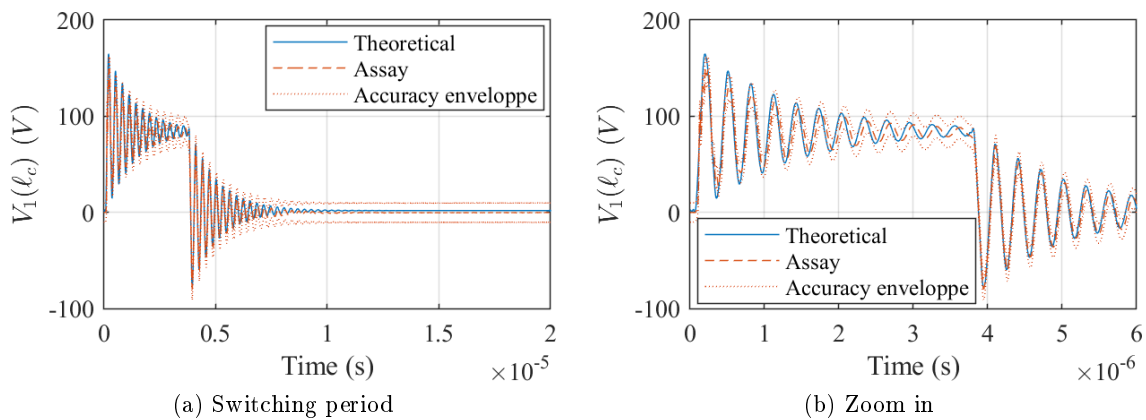 200
100
0
-100
V₁(ℓ_c) (V)
Theoretical
Assay
Accuracy enveloppe
0
0.5
1
1.5
2
Time (s)
×10⁻⁵
(a) Switching period
200
100
0
-100
V₁(ℓ_c) (V)
Theoretical
Assay
Accuracy enveloppe
0
1
2
3
4
5
6
Time (s)
×10⁻⁶
(b) Zoom in